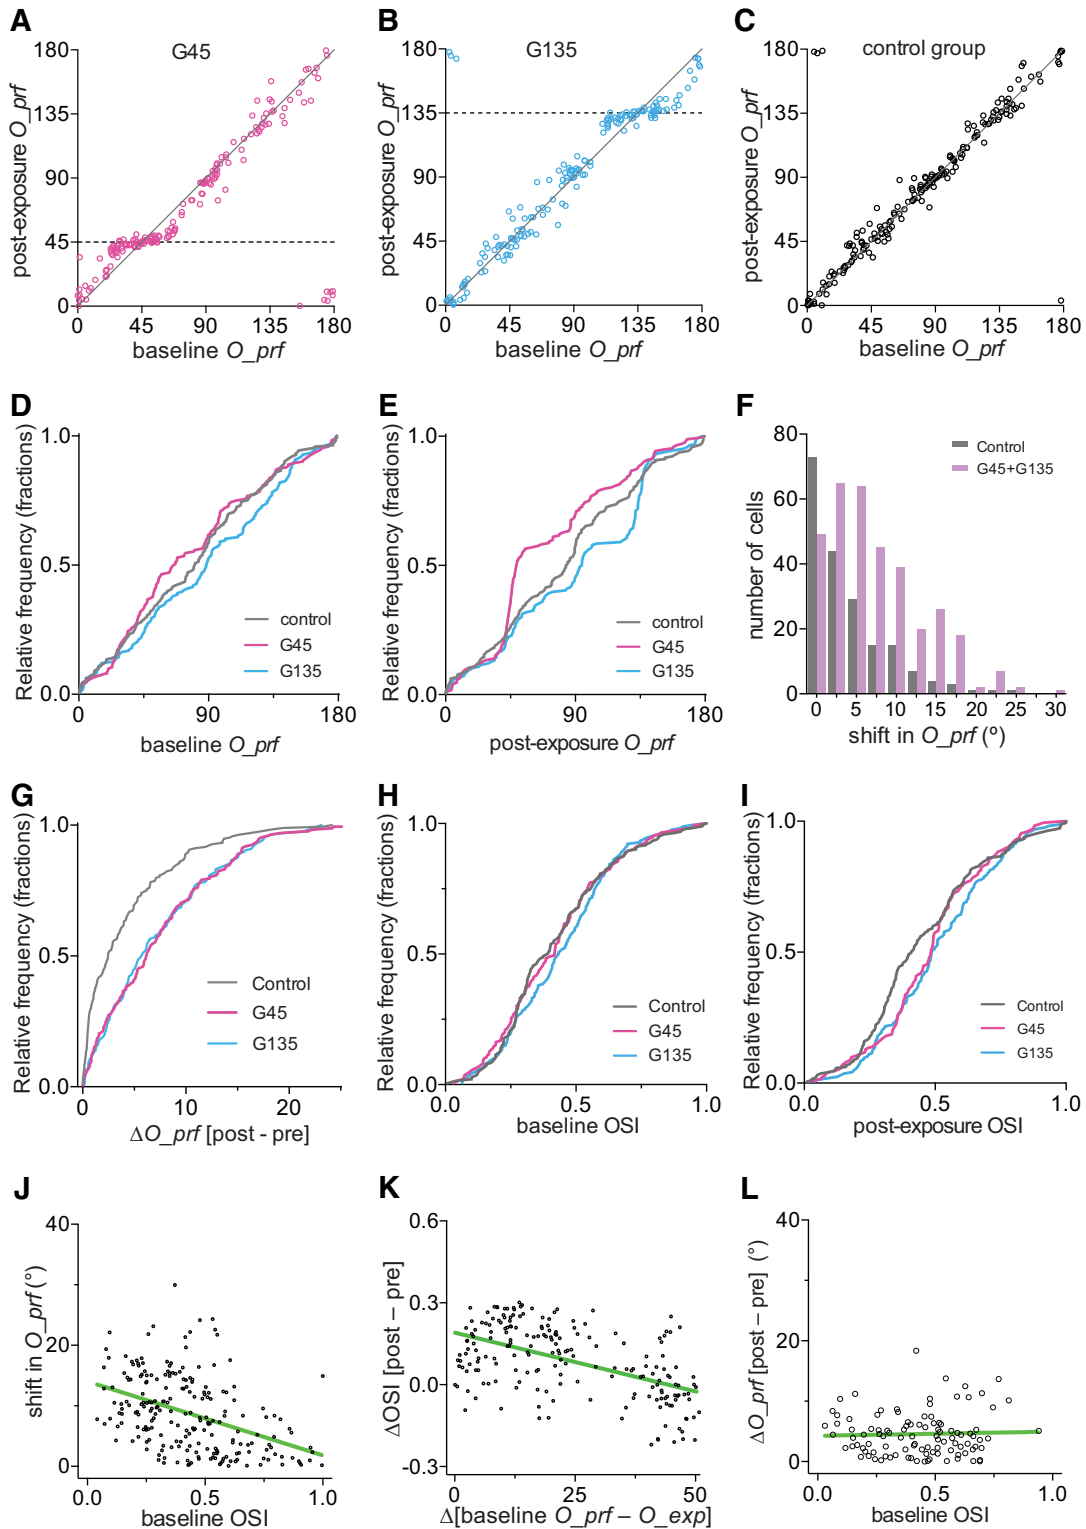 A
G45
180
135
90
45
0
post-exposure O_prf
0 45 90 135 180
baseline O_prf
B
G135
180
135
90
45
0
post-exposure O_prf
0 45 90 135 180
baseline O_prf
C
control group
180
135
90
45
0
post-exposure O_prf
0 45 90 135 180
baseline O_prf
D
1.0
0.5
0.0
Relative frequency (fractions)
control
G45
G135
0 90 180
baseline O_prf
E
1.0
0.5
0.0
Relative frequency (fractions)
control
G45
G135
0 90 180
post-exposure O_prf
F
80
60
40
20
0
number of cells
Control
G45+G135
0 5 10 15 20 25 30
shift in O_prf (º)
G
1.0
0.5
0.0
Relative frequency (fractions)
Control
G45
G135
0 10 20
ΔO_prf [post - pre]
H
1.0
0.5
0.0
Relative frequency (fractions)
Control
G45
G135
0.0 0.5 1.0
baseline OSI
I
1.0
0.5
0.0
Relative frequency (fractions)
Control
G45
G135
0.0 0.5 1.0
post-exposure OSI
J
40
20
0
shift in O_prf (°)
0.0 0.5 1.0
baseline OSI
K
0.6
0.3
0.0
-0.3
ΔOSI [post – pre]
0 25 50
Δ[baseline O_prf – O_exp]
L
40
20
0
ΔO_prf [post – pre] (°)
0.0 0.5 1.0
baseline OSI